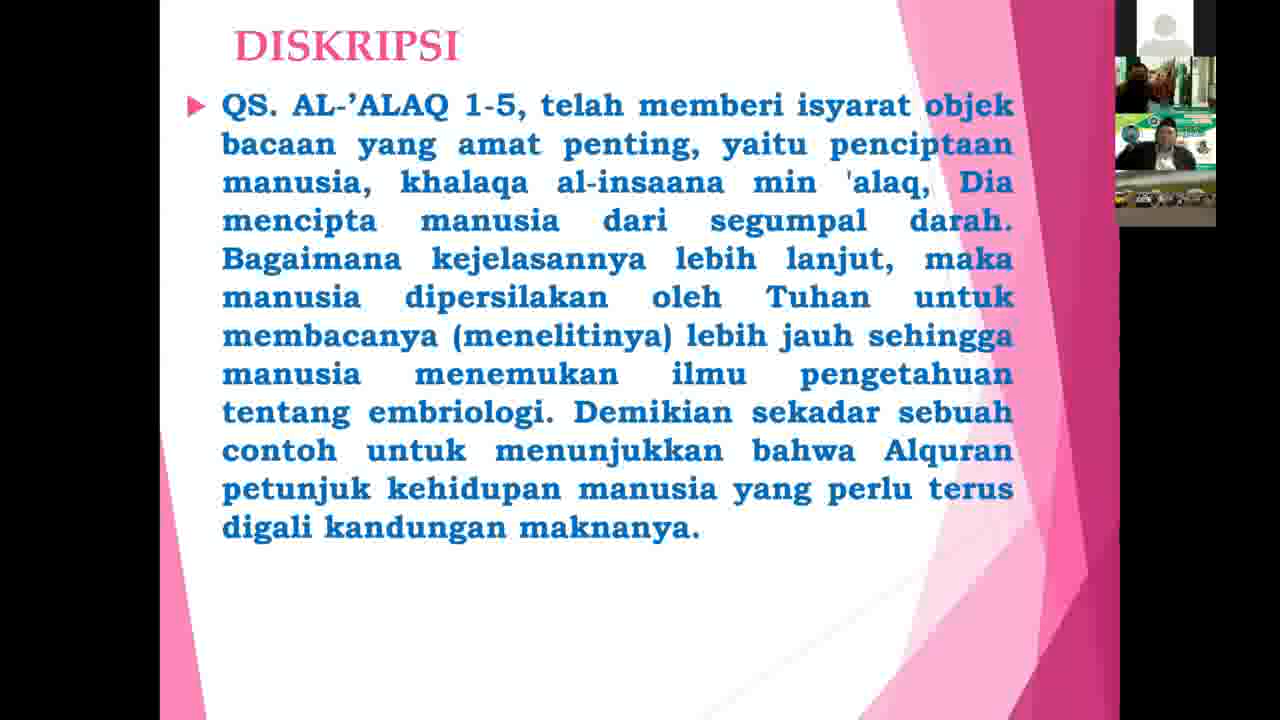 DISKRIPSI
QS. AL-’ALAQ 1-5, telah memberi isyarat objek
bacaan yang amat penting, yaitu penciptaan
manusia, khalaqa al-insaana min 'alaq, Dia
mencipta manusia dari segumpal darah.
Bagaimana kejelasannya lebih lanjut, maka
manusia dipersilakan oleh Tuhan untuk
membacanya (menelitinya) lebih jauh sehingga
manusia menemukan ilmu pengetahuan
tentang embriologi. Demikian sekadar sebuah
contoh untuk menunjukkan bahwa Alquran
petunjuk kehidupan manusia yang perlu terus
digali kandungan maknanya.